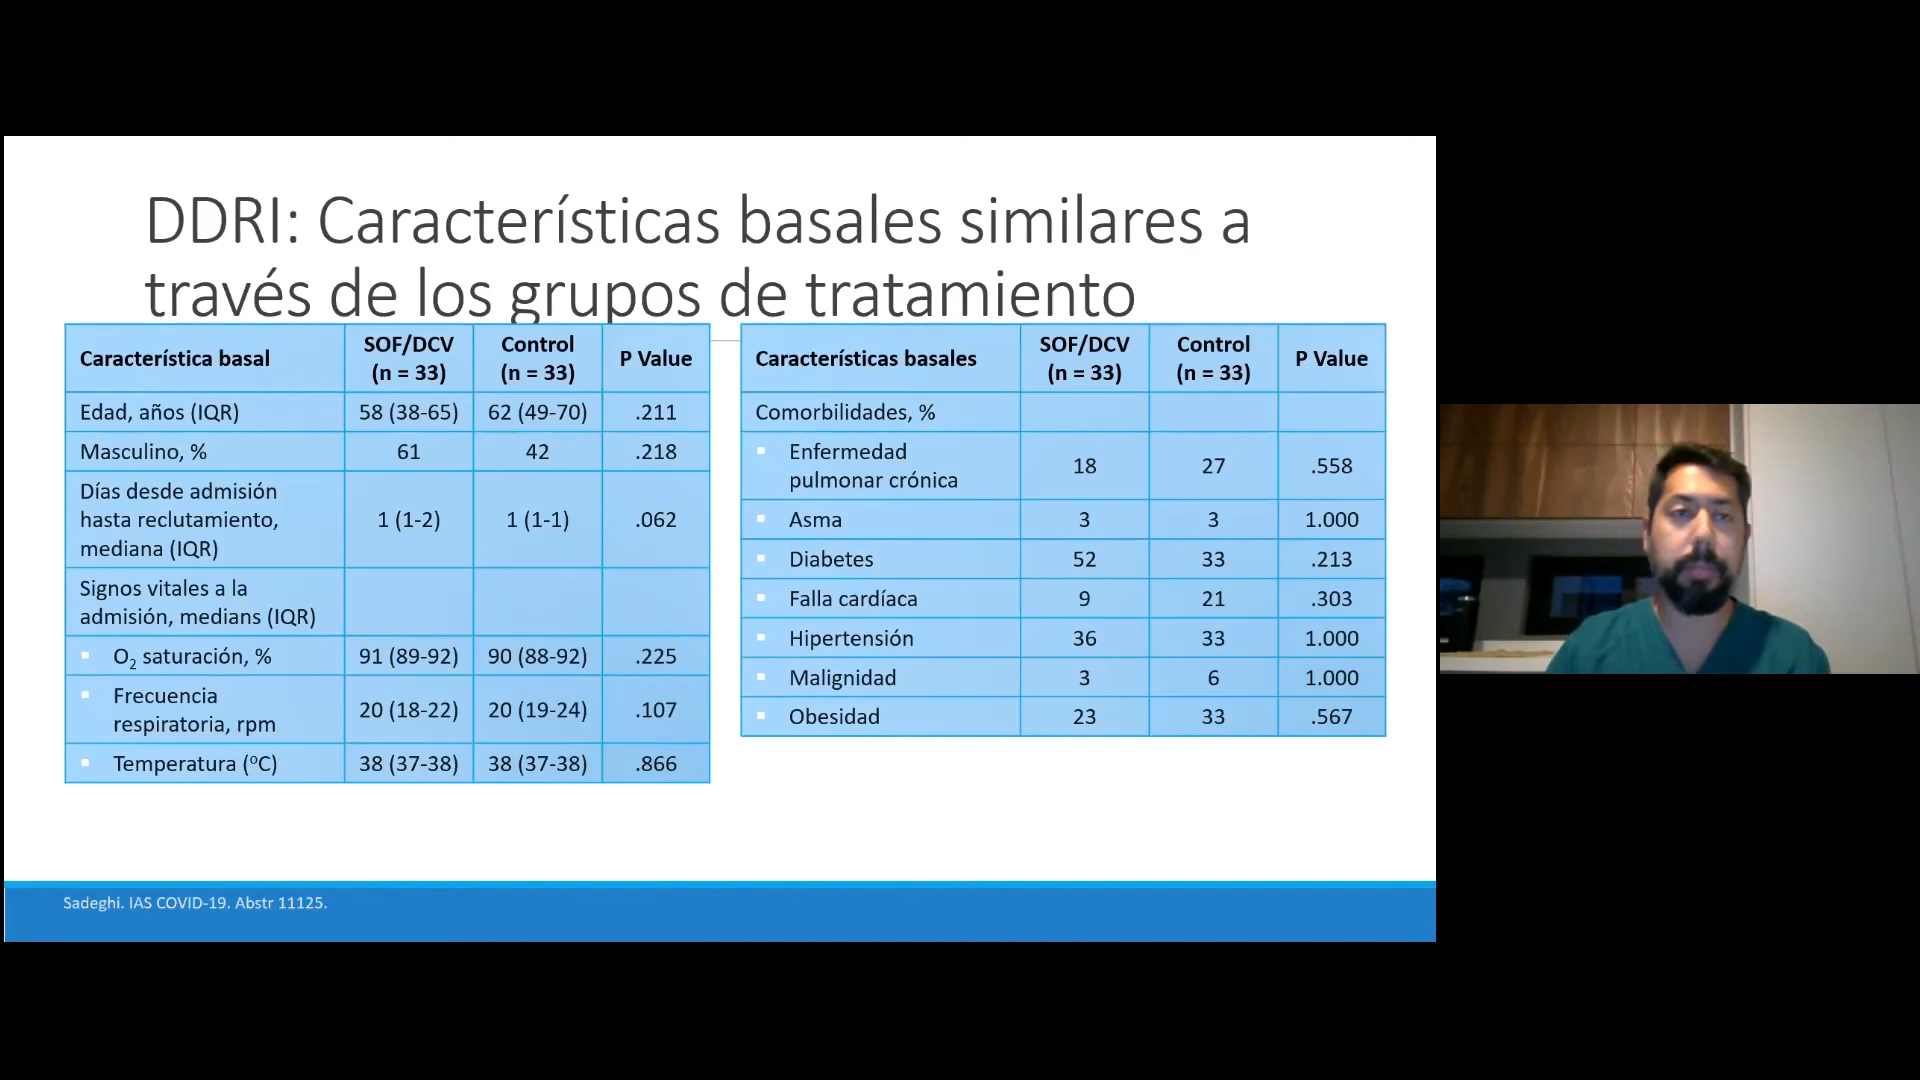 DDRI: Características basales similares a
través de los grupos de tratamiento
Característica basal SOF/DCV (n = 33) Control (n = 33) P Value
Edad, años (IQR) 58 (38-65) 62 (49-70) .211
Masculino, % 61 42 .218
Días desde admisión hasta reclutamiento, mediana (IQR) 1 (1-2) 1 (1-1) .062
Signos vitales a la admisión, medians (IQR)
▪ O2 saturación, % 91 (89-92) 90 (88-92) .225
▪ Frecuencia respiratoria, rpm 20 (18-22) 20 (19-24) .107
▪ Temperatura (ºC) 38 (37-38) 38 (37-38) .866
Características basales SOF/DCV (n = 33) Control (n = 33) P Value
Comorbilidades, %
▪ Enfermedad pulmonar crónica 18 27 .558
▪ Asma 3 3 1.000
▪ Diabetes 52 33 .213
▪ Falla cardíaca 9 21 .303
▪ Hipertensión 36 33 1.000
▪ Malignidad 3 6 1.000
▪ Obesidad 23 33 .567
Sadeghi. IAS COVID-19. Abstr 11125.